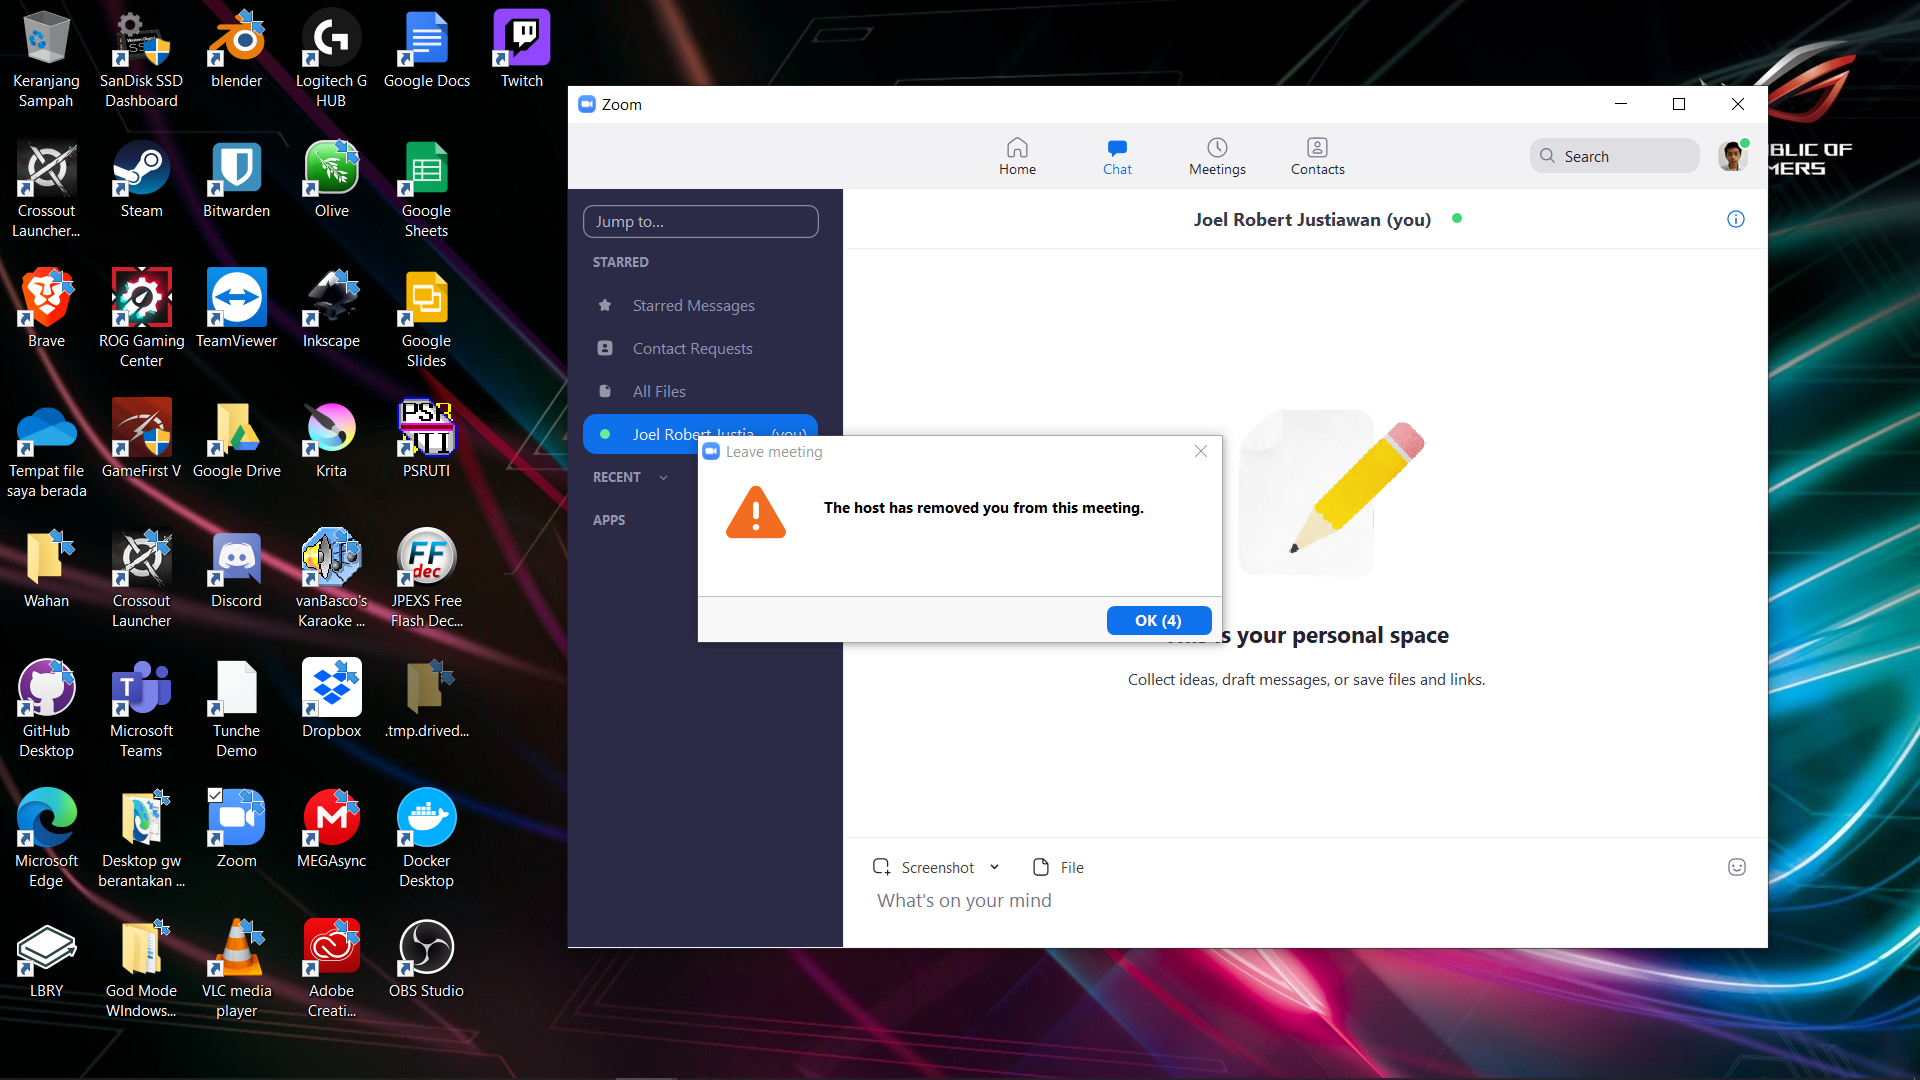 Keranjang
Sampah
SanDisk SSD
Dashboard
blender
Logitech G
HUB
Google Docs
Twitch
Crossout
Launcher...
Steam
Bitwarden
Olive
Google
Sheets
Brave
ROG Gaming
Center
TeamViewer
Inkscape
Google
Slides
Tempat file
saya berada
GameFirst V
Google Drive
Krita
PSRUTI
Wahan
Crossout
Launcher
Discord
vanBasco's
Karaoke ...
FF
dec
JPEXS Free
Flash Dec...
GitHub
Desktop
Microsoft
Teams
Tunche
Demo
Dropbox
.tmp.drived...
Microsoft
Edge
Desktop gw
berantakan ...
Zoom
MEGAsync
Docker
Desktop
LBRY
God Mode
WIndows...
VLC media
player
Adobe
Creati...
OBS Studio
Zoom
Home
Chat
Meetings
Contacts
Search
Jump to...
STARRED
Starred Messages
Contact Requests
All Files
Joel Robert Justia... (you)
RECENT
APPS
Joel Robert Justiawan (you)
Leave meeting
The host has removed you from this meeting.
OK (4)
is your personal space
Collect ideas, draft messages, or save files and links.
Screenshot
File
What's on your mind